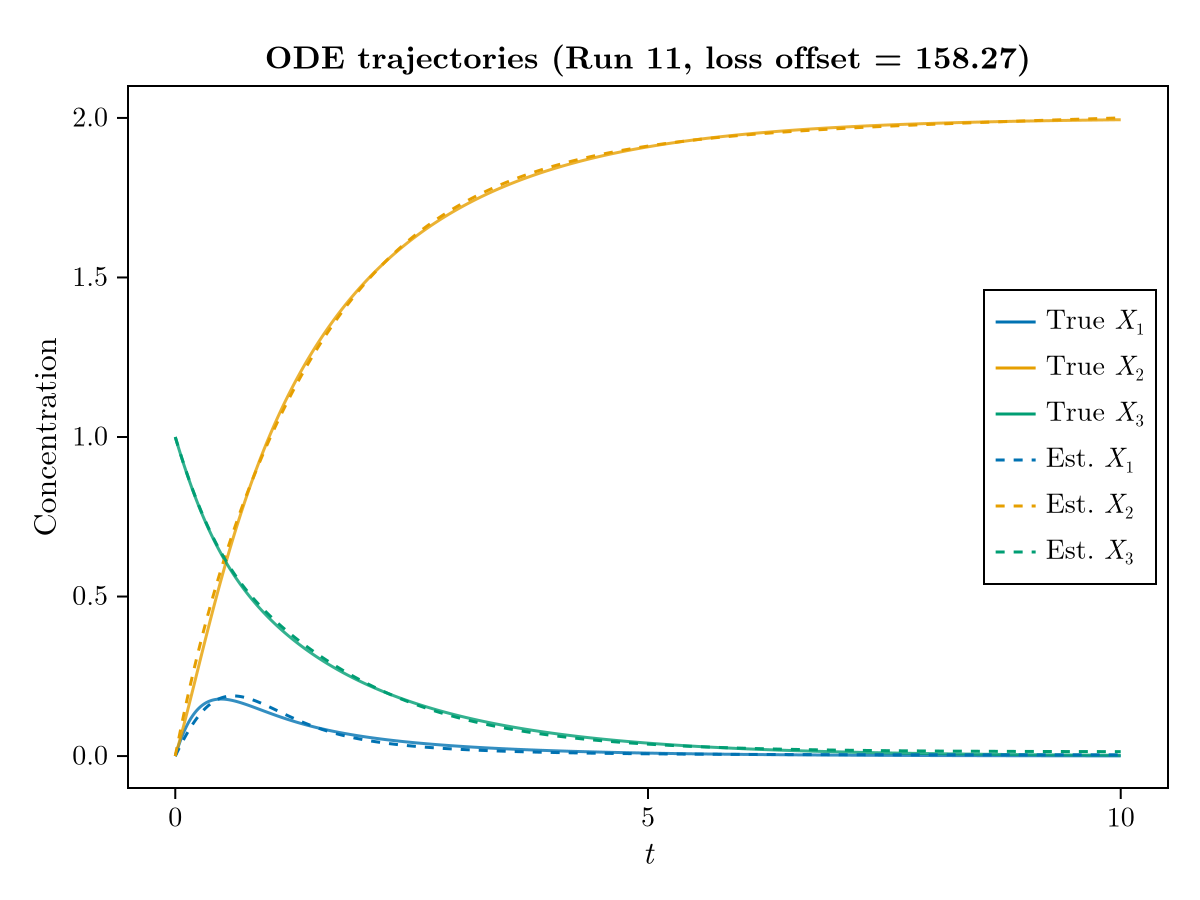 ODE trajectories (Run 11, loss offset = 158.27)
Concentration
2.0
1.5
1.0
0.5
0.0
0
5
10
t
True X₁
True X₂
True X₃
Est. X₁
Est. X₂
Est. X₃